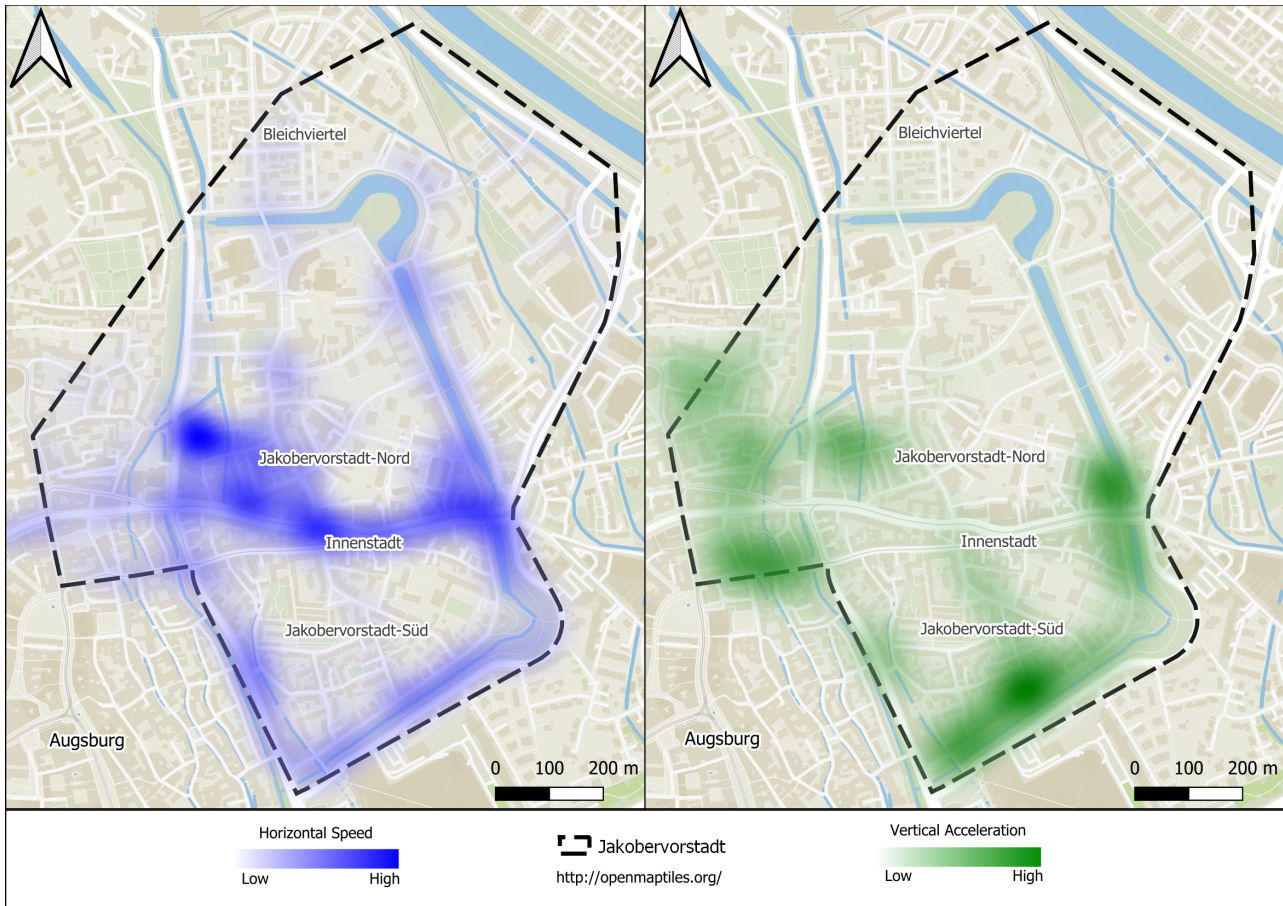 Bleichviertel
Jakobervorstadt-Nord
Innenstadt
Jakobervorstadt-Süd
Augsburg
0 100 200 m
Bleichviertel
Jakobervorstadt-Nord
Innenstadt
Jakobervorstadt-Süd
Augsburg
0 100 200 m
Horizontal Speed
Low High
Jakobervorstadt
http://openmaptiles.org/
Vertical Acceleration
Low High